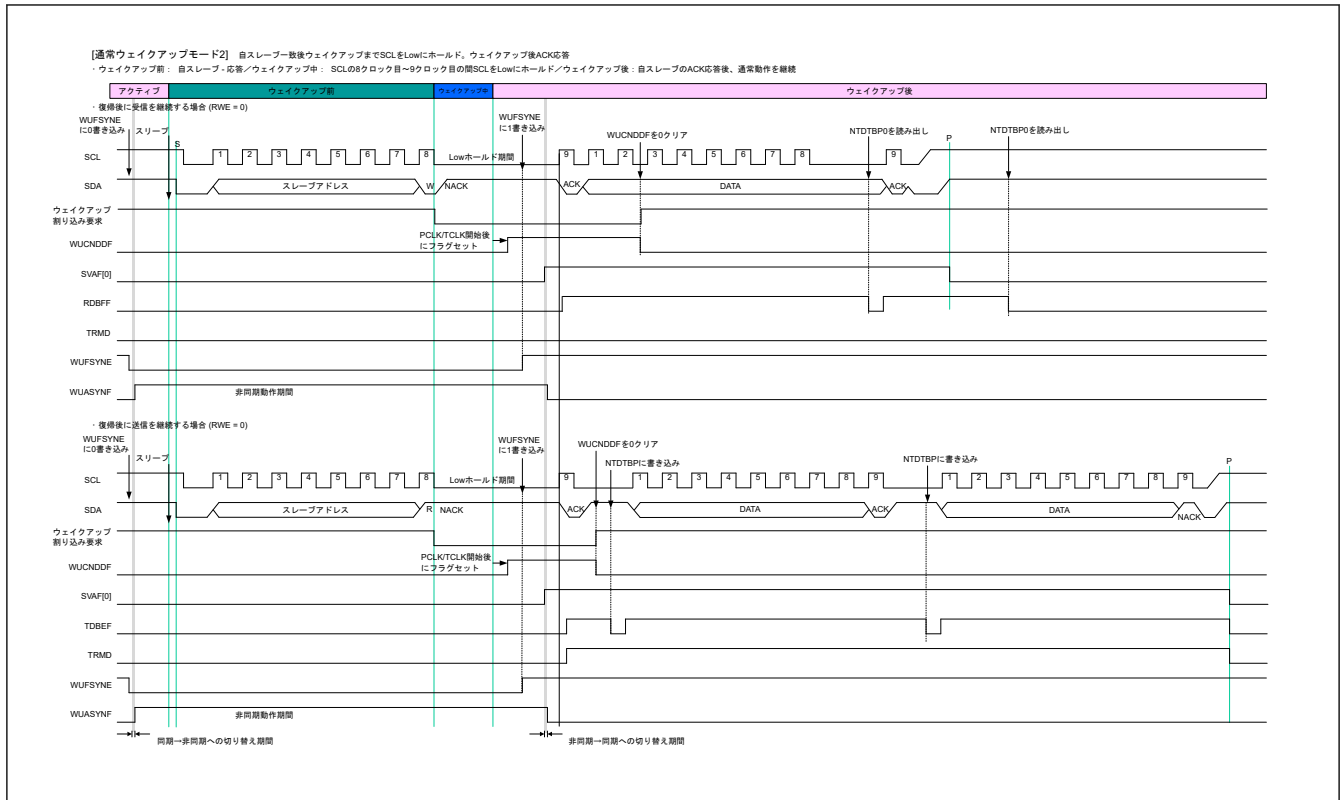 [通常ウェイクアップモード2] 自スレーブ一致後ウェイクアップまでSCLをLowにホールド。ウェイクアップ後ACK応答
・ウェイクアップ前： 自スレーブ - 応答／ウェイクアップ中： SCLの8クロック目～9クロック目の間SCLをLowにホールド／ウェイクアップ後：自スレーブのACK応答後、通常動作を継続
アクティブ ウェイクアップ前 ウェイクアップ中 ウェイクアップ後
・復帰後に受信を継続する場合 (RWE = 0)
WUFSYNE
に0書き込み
スリープ
WUFSYNE
に1書き込み
WUCNDDFを0クリア
NTDTBP0を読み出し
NTDTBP0を読み出し
S
P
SCL 1 2 3 4 5 6 7 8 Lowホールド期間 9 1 2 3 4 5 6 7 8 9
SDA スレーブアドレス W NACK ACK DATA ACK
ウェイクアップ
割り込み要求
PCLK/TCLK開始後
にフラグセット
WUCNDDF
SVAF[0]
RDBFF
TRMD
WUFSYNE
WUASYNF 非同期動作期間
・復帰後に送信を継続する場合 (RWE = 0)
WUFSYNE
に0書き込み
スリープ
WUFSYNE
に1書き込み
WUCNDDFを0クリア
NTDTBPに書き込み
NTDTBPに書き込み
P
SCL 1 2 3 4 5 6 7 8 Lowホールド期間 9 1 2 3 4 5 6 7 8 9 1 2 3 4 5 6 7 8 9
SDA スレーブアドレス R NACK ACK DATA ACK DATA NACK
ウェイクアップ
割り込み要求
PCLK/TCLK開始後
にフラグセット
WUCNDDF
SVAF[0]
TDBEF
TRMD
WUFSYNE
WUASYNF 非同期動作期間
同期→非同期への切り替え期間 非同期→同期への切り替え期間